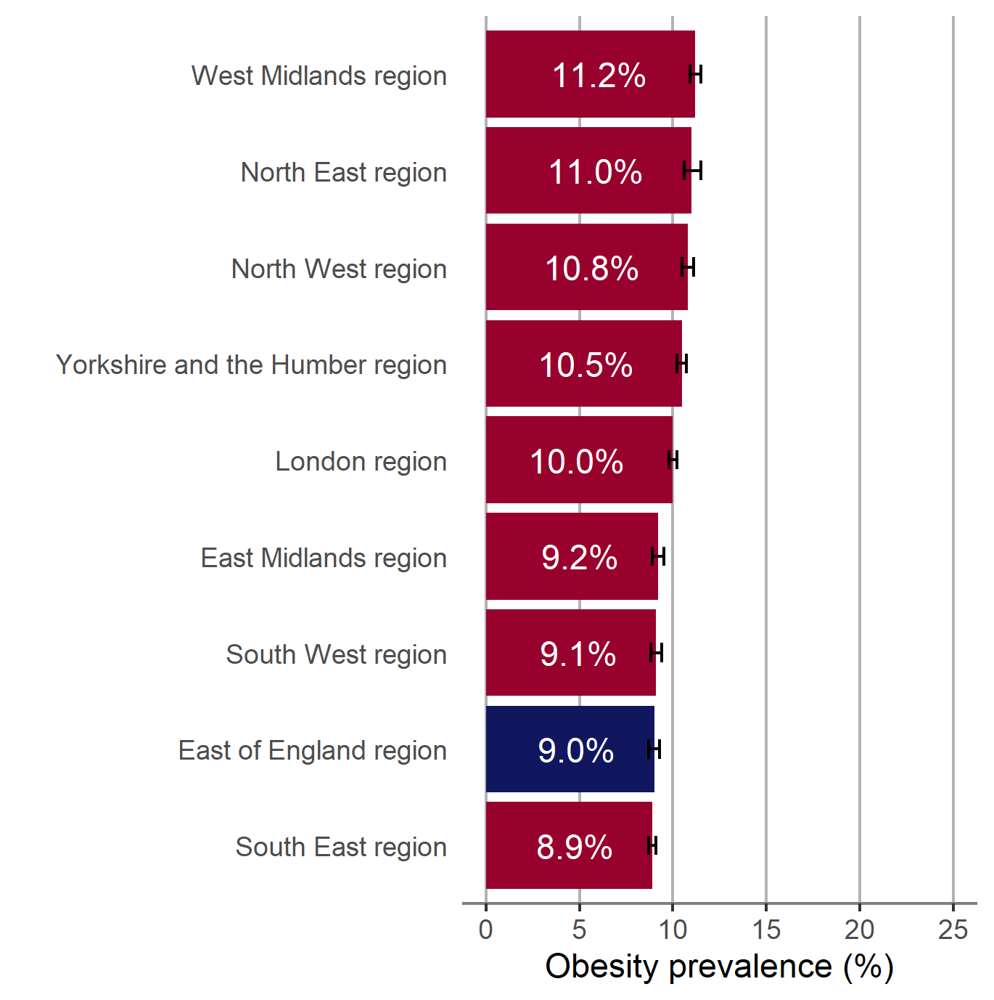 West Midlands region 11.2%
North East region 11.0%
North West region 10.8%
Yorkshire and the Humber region 10.5%
London region 10.0%
East Midlands region 9.2%
South West region 9.1%
East of England region 9.0%
South East region 8.9%
0 5 10 15 20 25
Obesity prevalence (%)